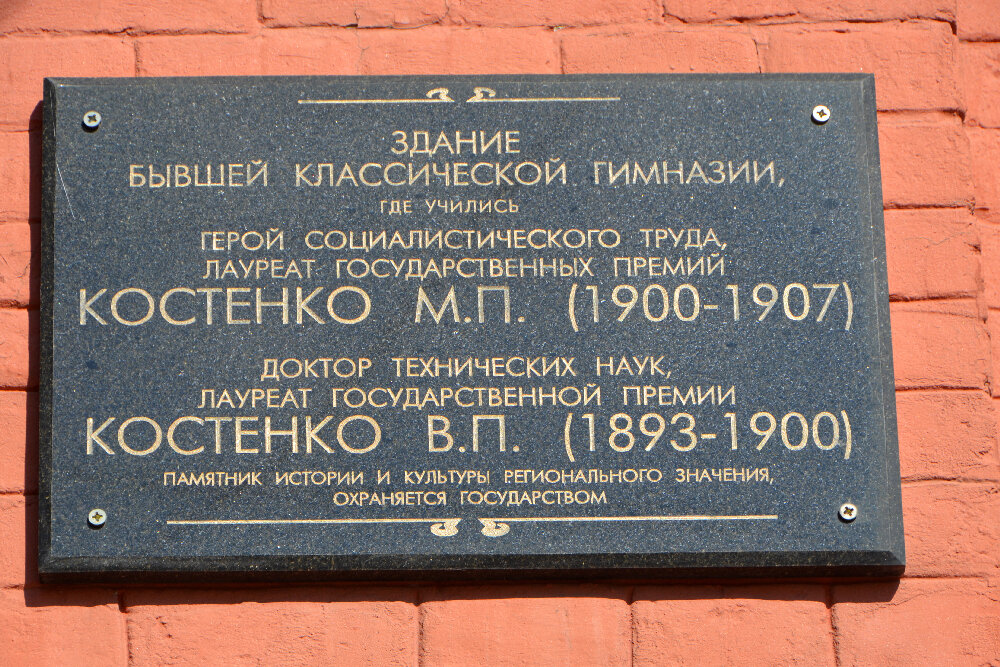 ЗДАНИЕ
БЫВШЕЙ КЛАССИЧЕСКОЙ ГИМНАЗИИ,
ГДЕ УЧИЛИСЬ
ГЕРОЙ СОЦИАЛИСТИЧЕСКОГО ТРУДА,
ЛАУРЕАТ ГОСУДАРСТВЕННЫХ ПРЕМИЙ
КОСТЕНКО М.П. (1900-1907)
ДОКТОР ТЕХНИЧЕСКИХ НАУК,
ЛАУРЕАТ ГОСУДАРСТВЕННОЙ ПРЕМИИ
КОСТЕНКО В.П. (1893-1900)
ПАМЯТНИК ИСТОРИИ И КУЛЬТУРЫ РЕГИОНАЛЬНОГО ЗНАЧЕНИЯ,
ОХРАНЯЕТСЯ ГОСУДАРСТВОМ